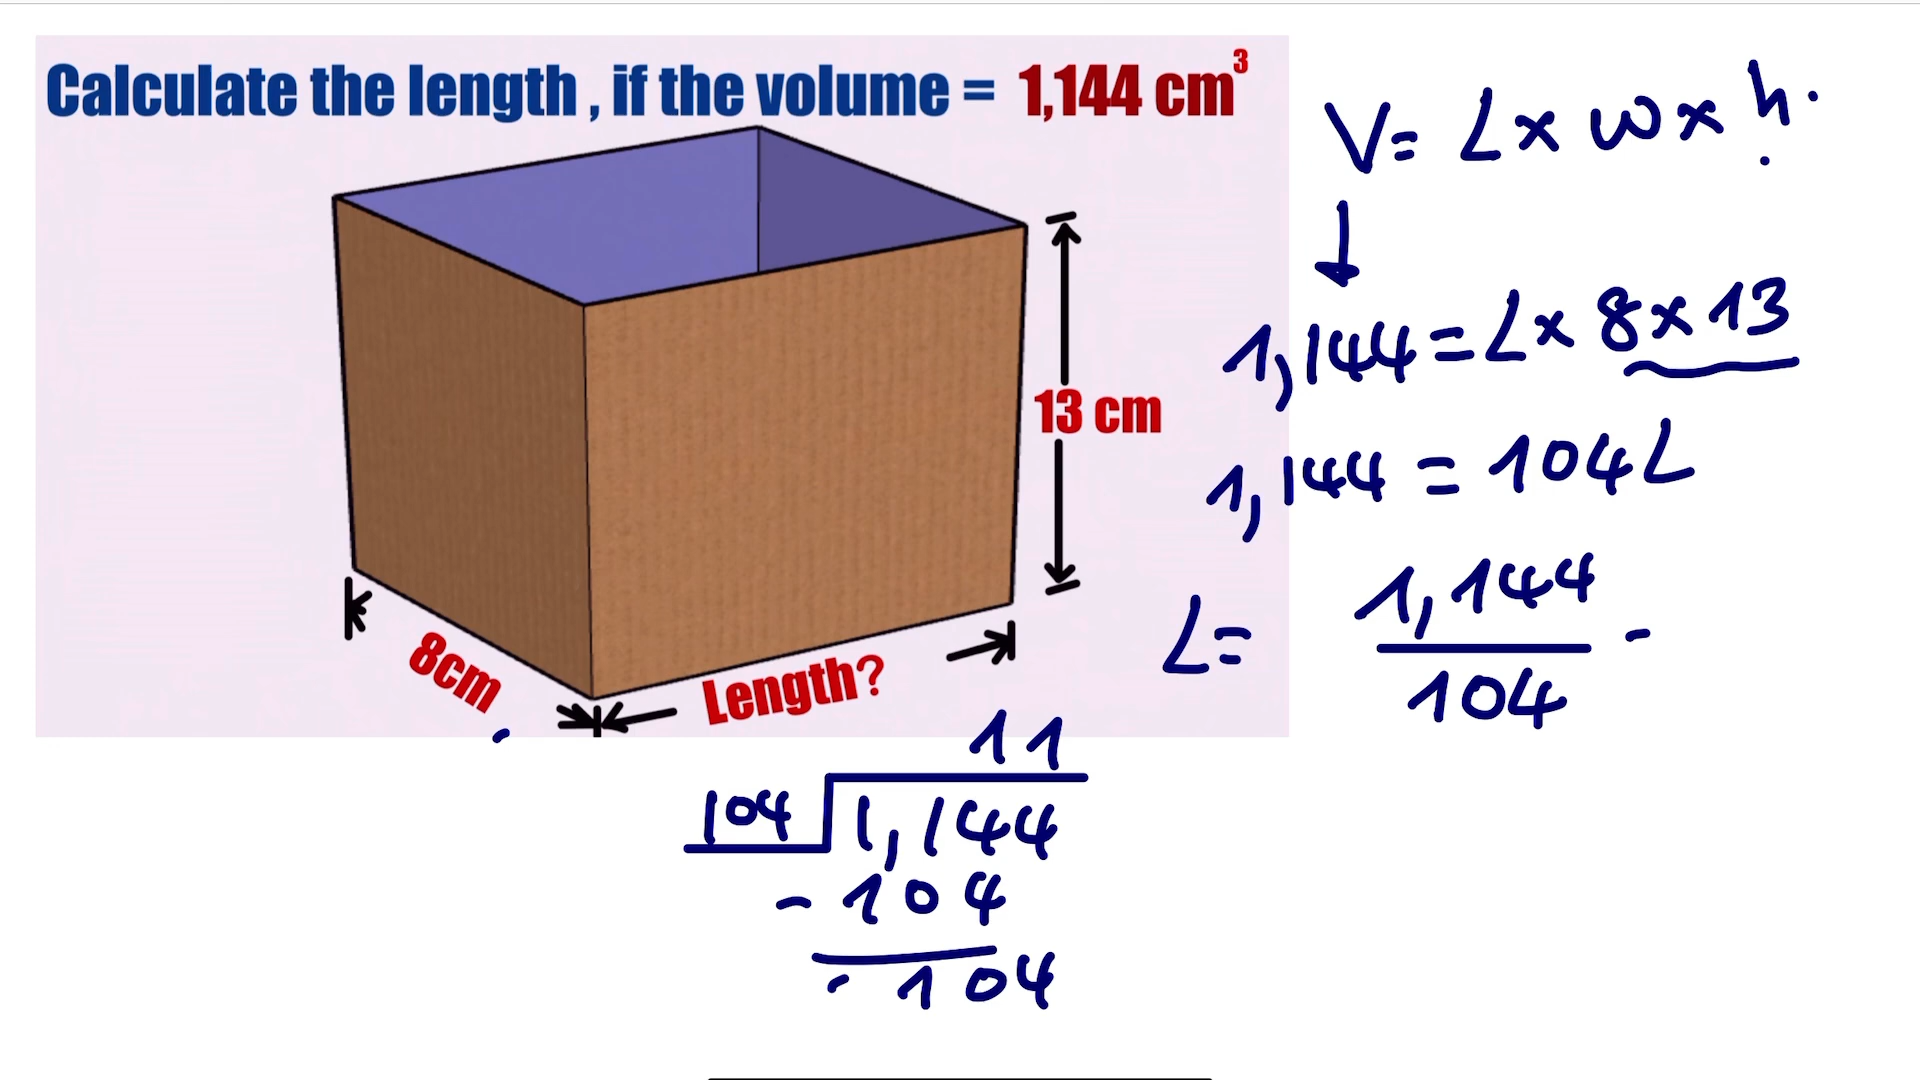 Calculate the length , if the volume = 1,144 cm³
V = L x w x h.
1,144 = L x 8 x 13
13 cm
1,144 = 104L
L = 1,144 / 104 -
8cm
Length?
11
104 1,144
- 104
- 104